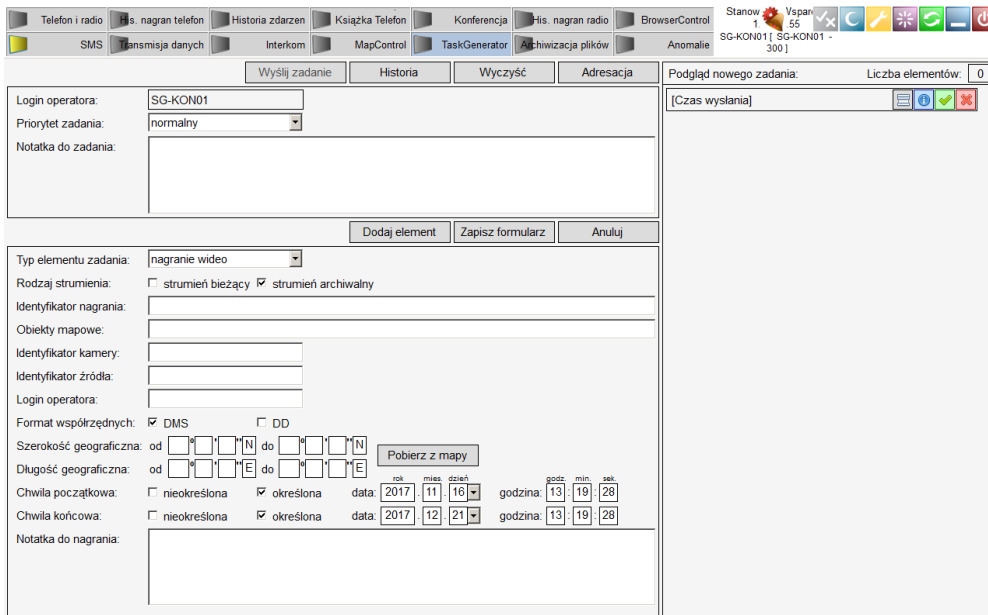 Telefon i radio His. nagran telefon Historia zdarzen Książka Telefon Konferencja His. nagran radio BrowserControl
SMS Transmisja danych Interkom MapControl TaskGenerator Archiwizacja plików Anomalie
Stanow Vspar
1 .55
SG-KON01 [ SG-KON01 -
300 ]
Wyślij zadanie Historia Wyczyść Adresacja
Podgląd nowego zadania: Liczba elementów: 0
Login operatora: SG-KON01
[Czas wysłania]
Priorytet zadania: normalny
Notatka do zadania:
Dodaj element Zapisz formularz Anuluj
Typ elementu zadania: nagranie wideo
Rodzaj strumienia: strumień bieżący strumień archiwalny
Identyfikator nagrania:
Obiekty mapowe:
Identyfikator kamery:
Identyfikator źródła:
Login operatora:
Format współrzędnych: DMS DD
Szerokość geograficzna: od ° ' " N do ° ' " N
Pobierz z mapy
Długość geograficzna: od ° ' " E do ° ' " E
rok mies. dzień godz. min. sek.
Chwila początkowa: nieokreślona określona data: 2017 . 11 . 16 godzina: 13 : 19 : 28
Chwila końcowa: nieokreślona określona data: 2017 . 12 . 21 godzina: 13 : 19 : 28
Notatka do nagrania: